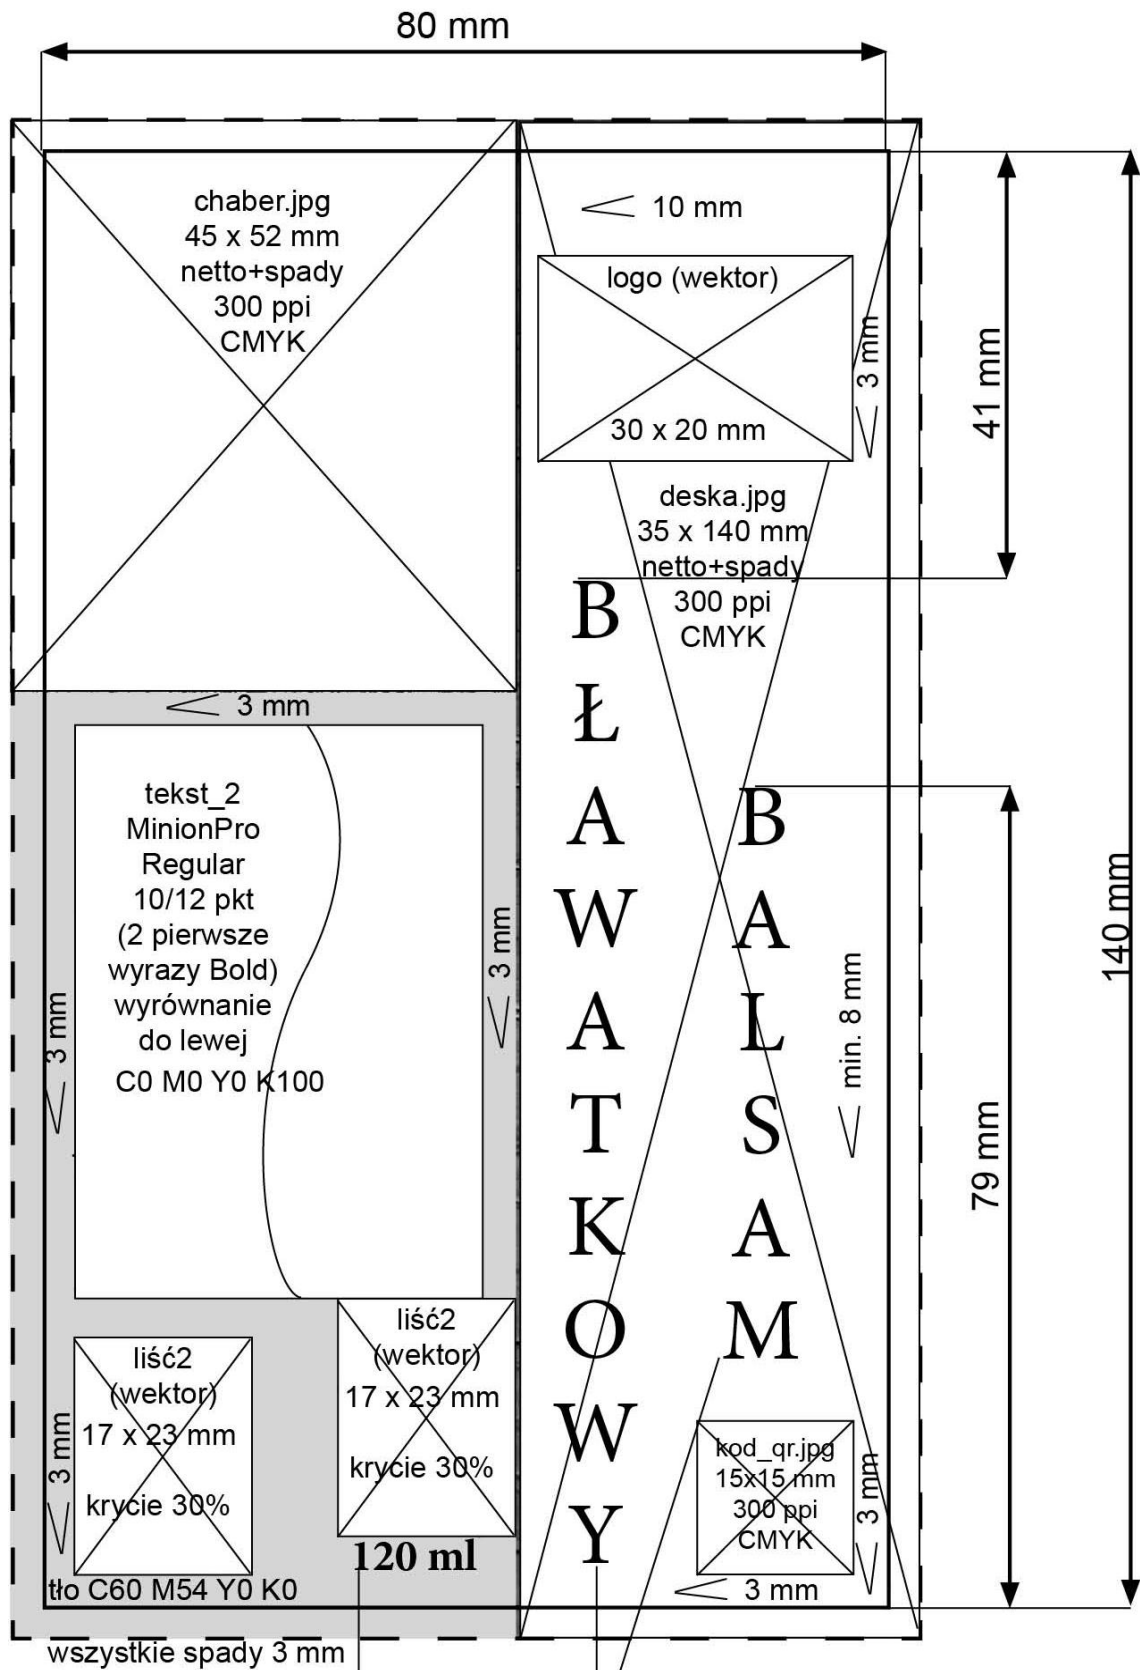 80 mm
chaber.jpg
45 x 52 mm
netto+spady
300 ppi
CMYK
10 mm
logo (wektor)
30 x 20 mm
3 mm
41 mm
deska.jpg
35 x 140 mm
netto+spady
300 ppi
CMYK
3 mm
tekst_2
MinionPro
Regular
10/12 pkt
(2 pierwsze
wyrazy Bold)
wyrównanie
do lewej
C0 M0 Y0 K100
3 mm
3 mm
BŁAWATKOWY
BALSAM
min. 8 mm
140 mm
79 mm
liść2
(wektor)
17 x 23 mm
krycie 30%
liść2
(wektor)
17 x 23 mm
krycie 30%
3 mm
120 ml
kod_qr.jpg
15x15 mm
300 ppi
CMYK
3 mm
3 mm
tło C60 M54 Y0 K0
wszystkie spady 3 mm